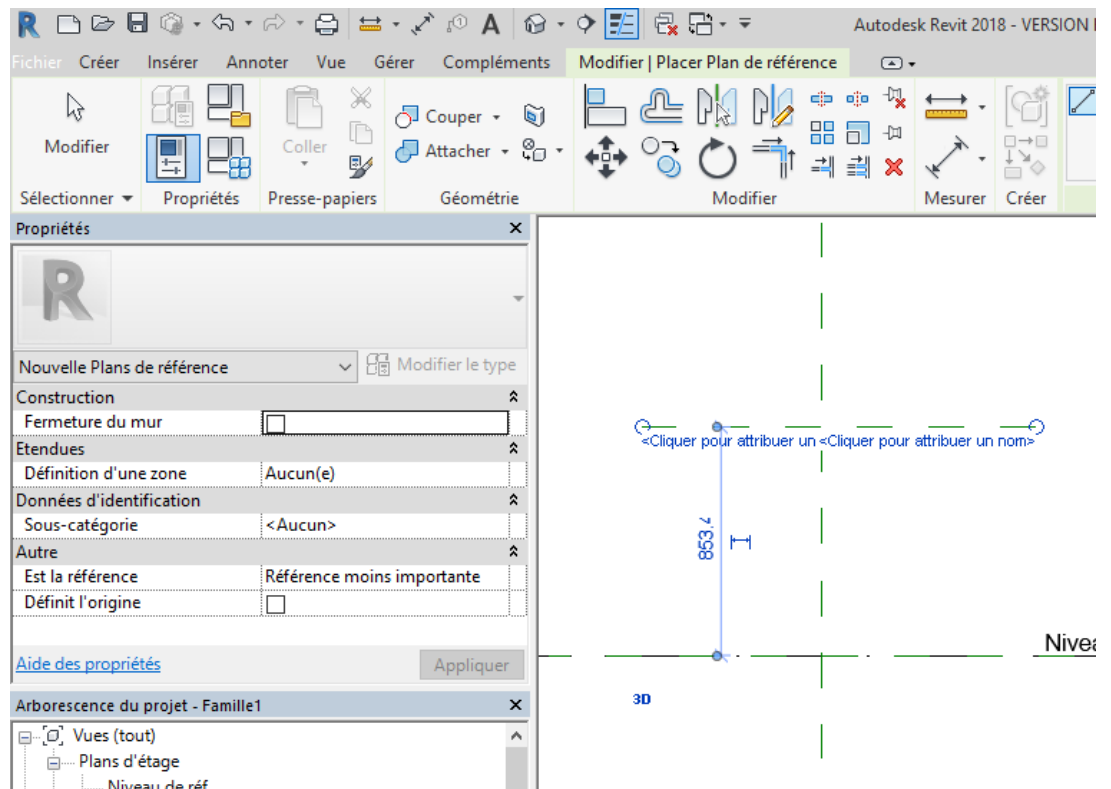 Autodesk Revit 2018 - VERSION
Fichier Créer Insérer Annoter Vue Gérer Compléments Modifier | Placer Plan de référence
Modifier
Coller
Couper
Attacher
Sélectionner Propriétés Presse-papiers Géométrie Modifier Mesurer Créer
Propriétés
Nouvelle Plans de référence
Modifier le type
Construction
Fermeture du mur
Etendues
Définition d'une zone Aucun(e)
Données d'identification
Sous-catégorie <Aucun>
Autre
Est la référence Référence moins importante
Définit l'origine
Aide des propriétés
Appliquer
Arborescence du projet - Famille1
Vues (tout)
Plans d'étage
Niveau de réf
<Cliquer pour attribuer un <Cliquer pour attribuer un nom>
853.4
Nivea
3D